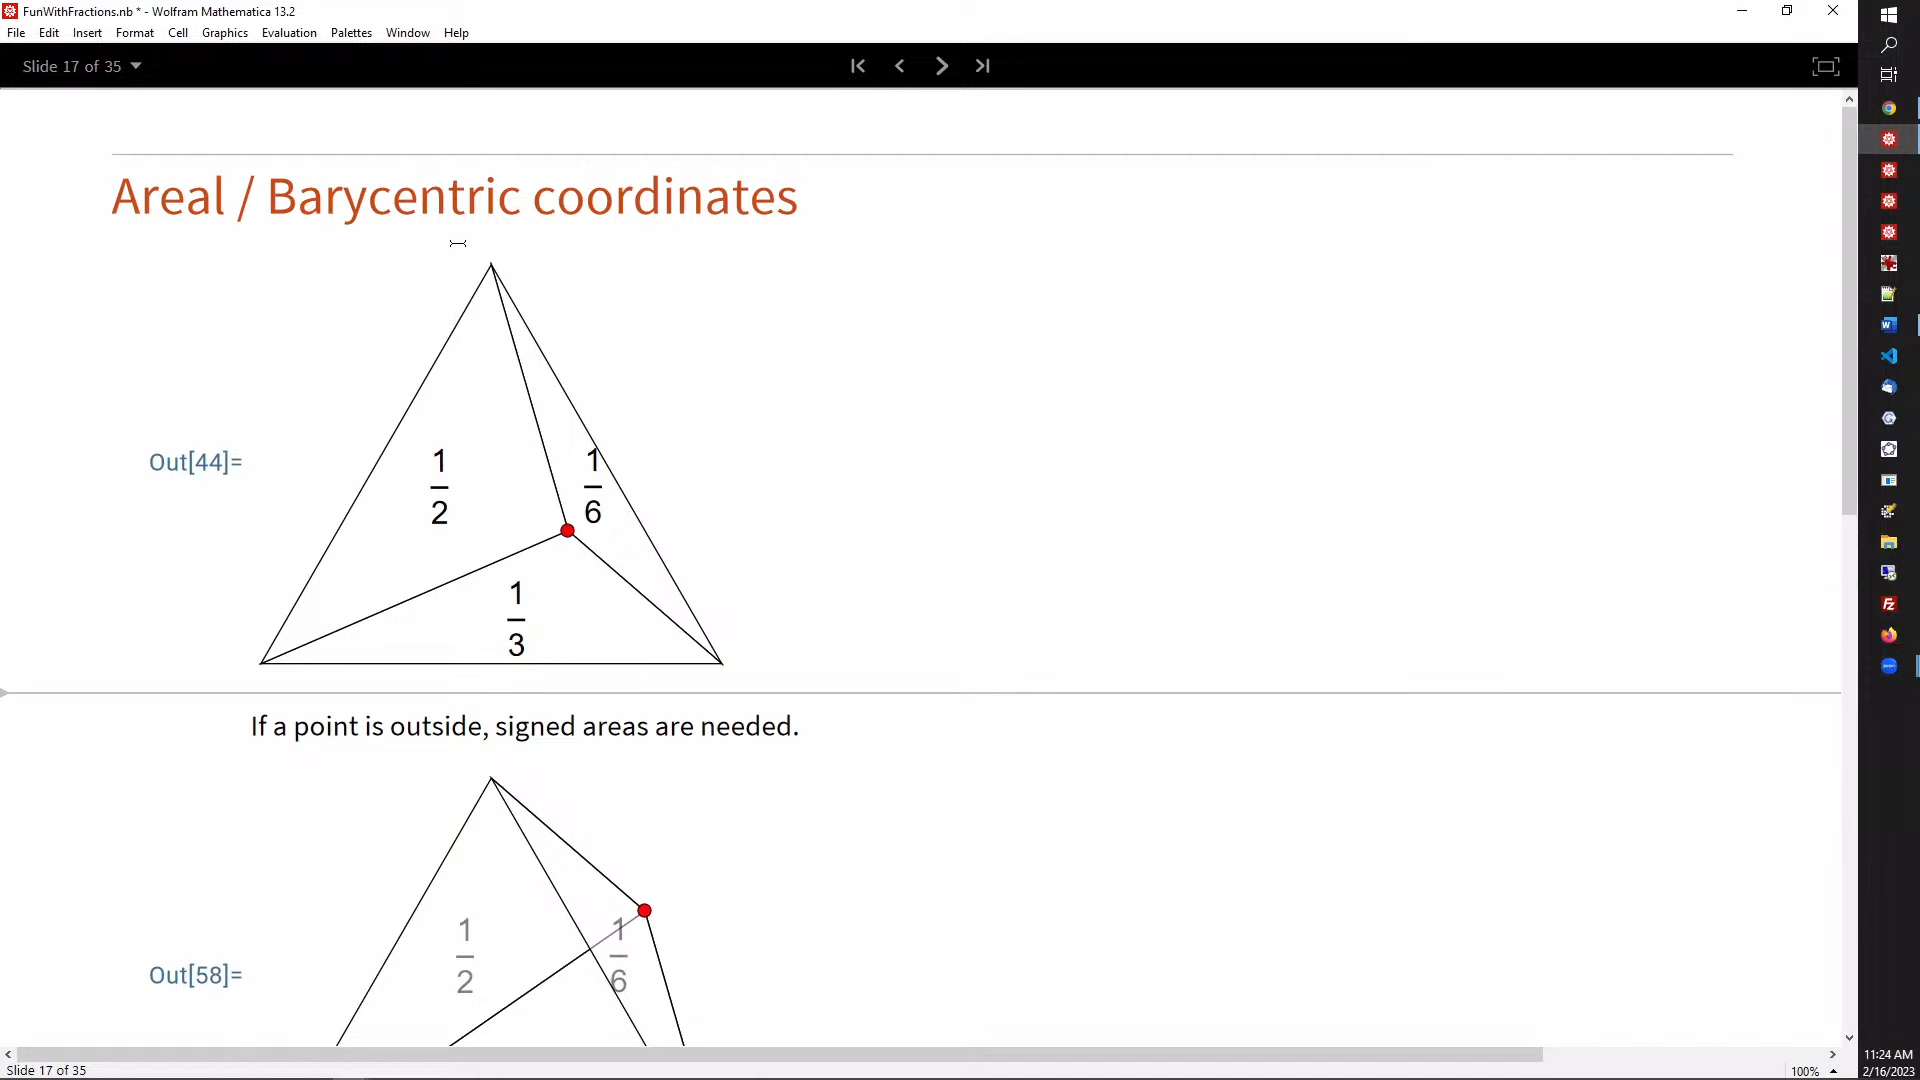 FunWithFractions.nb * - Wolfram Mathematica 13.2
File Edit Insert Format Cell Graphics Evaluation Palettes Window Help
Slide 17 of 35
Areal / Barycentric coordinates
Out[44]=
1
2
1
6
1
3
If a point is outside, signed areas are needed.
Out[58]=
1
2
1
6
Slide 17 of 35
100%
11:24 AM
2/16/2023